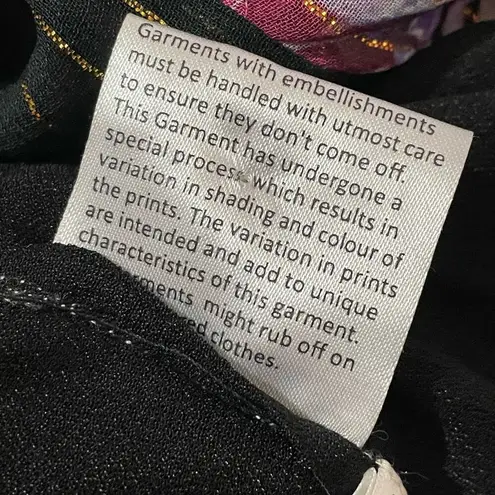 Garments with embellishments
must be handled with utmost care
to ensure they don't come off.
This Garment has undergone a
special process which results in
variation in shading and colour of
the prints. The variation in prints
are intended and add to unique
characteristics of this garment.
ments might rub off on
ed clothes.